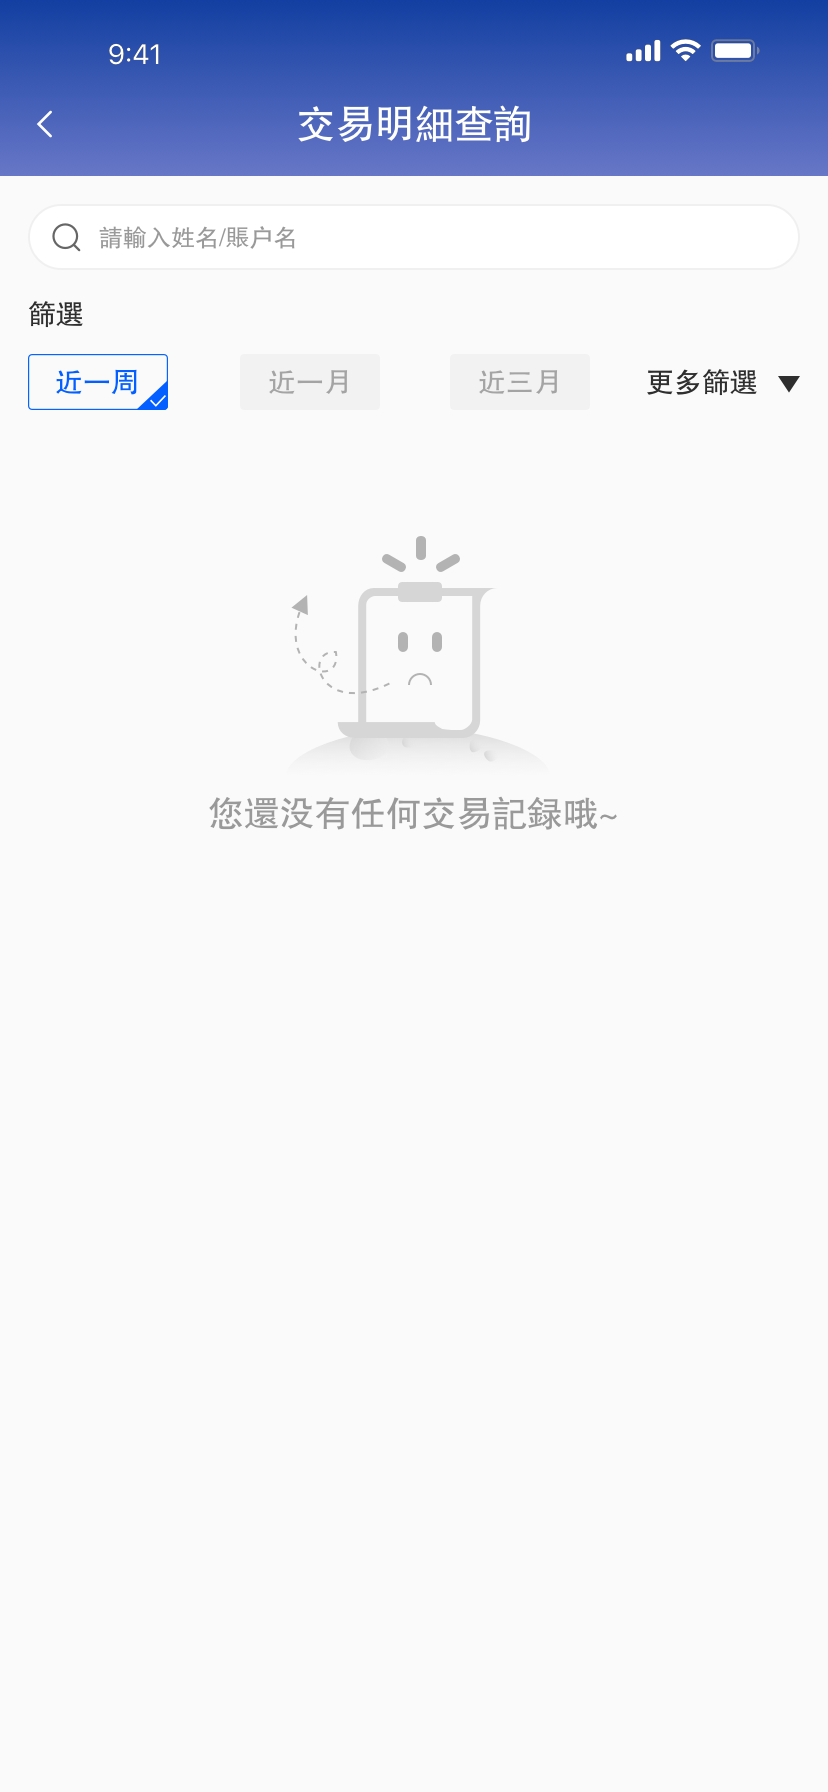 9:41
交易明細查詢
請輸入姓名/賬户名
篩選
近一周
近一月
近三月
更多篩選
您還没有任何交易記録哦~